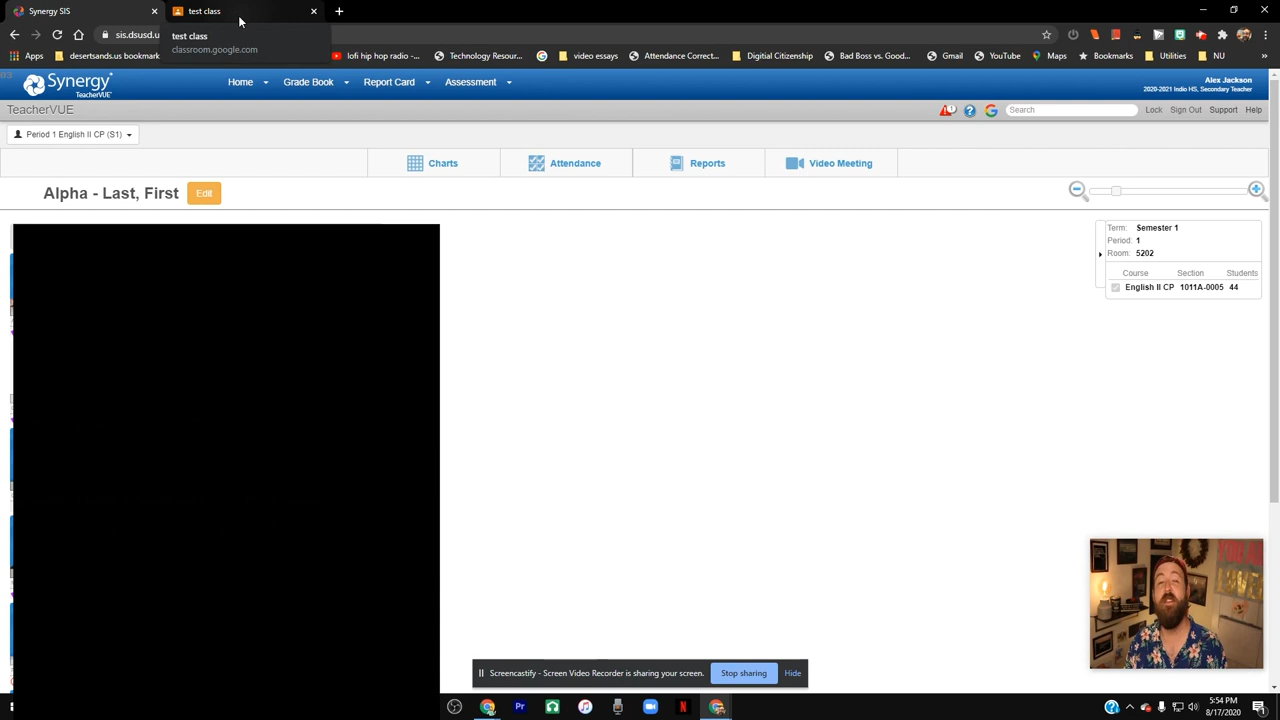 Synergy SIS
test class
sis.dsusd.u
test class
classroom.google.com
Apps
desertsands.us bookmark
lofi hip hop radio -...
Technology Resour...
video essays
Attendance Correct...
Digital Citizenship
Bad Boss vs. Good...
Gmail
YouTube
Maps
Bookmarks
Utilities
NU
Synergy
TeacherVUE
Home
Grade Book
Report Card
Assessment
Alex Jackson
2020-2021 Indio HS, Secondary Teacher
TeacherVUE
Search
Lock
Sign Out
Support
Help
Period 1 English II CP (S1)
Charts
Attendance
Reports
Video Meeting
Alpha - Last, First
Edit
Term: Semester 1
Period: 1
Room: 5202
Course Section Students
English II CP 1011A-0005 44
Screencastify - Screen Video Recorder is sharing your screen.
Stop sharing
Hide
5:54 PM
8/17/2020